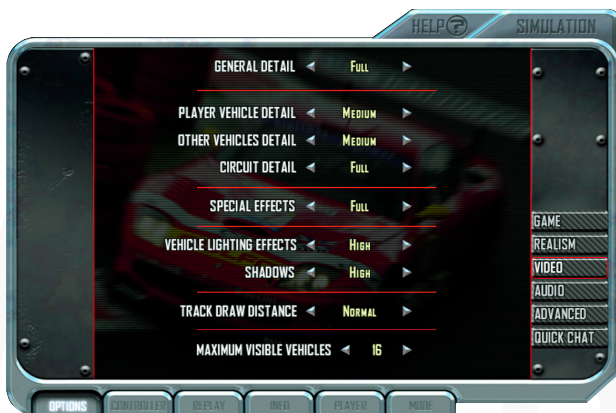 HELP? SIMULATION
GENERAL DETAIL FULL
PLAYER VEHICLE DETAIL MEDIUM
OTHER VEHICLES DETAIL MEDIUM
CIRCUIT DETAIL FULL
SPECIAL EFFECTS FULL
GAME
VEHICLE LIGHTING EFFECTS HIGH
REALISM
SHADOWS HIGH
VIDEO
AUDIO
TRACK DRAW DISTANCE NORMAL
ADVANCED
QUICK CHAT
MAXIMUM VISIBLE VEHICLES 16
OPTIONS CONTROLLER REPLAY INFO PLAYER MODE